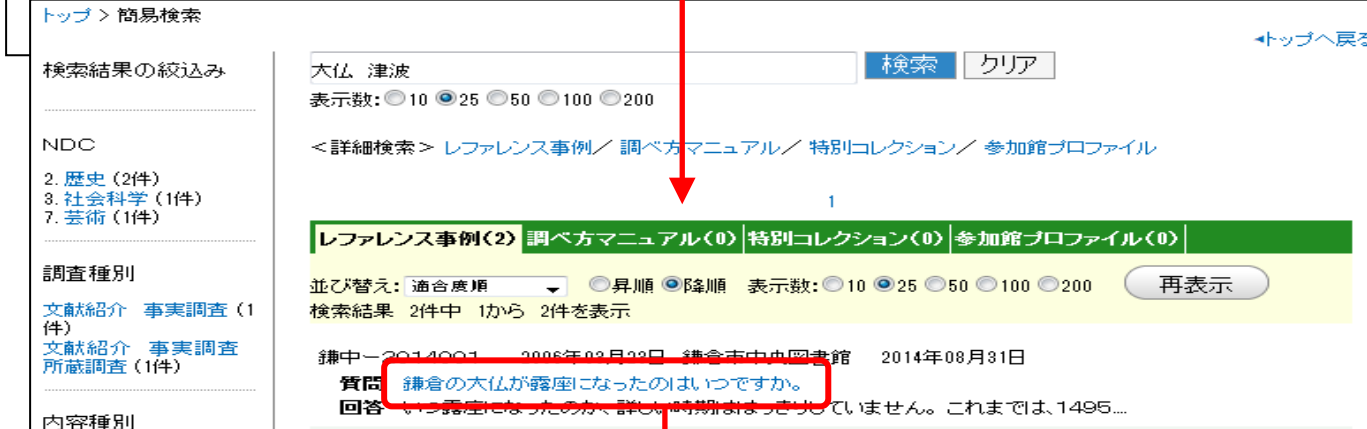 トップ > 簡易検索
◂トップへ戻る
検索結果の絞込み
大仏 津波 検索 クリア
表示数: 10 25 50 100 200
NDC
<詳細検索> レファレンス事例/ 調べ方マニュアル/ 特別コレクション/ 参加館プロファイル
2. 歴史 (2件)
3. 社会科学 (1件)
7. 芸術 (1件)
1
レファレンス事例(2) 調べ方マニュアル(0) 特別コレクション(0) 参加館プロファイル(0)
調査種別
並び替え: 適合度順 昇順 降順 表示数: 10 25 50 100 200 再表示
文献紹介 事実調査 (1件)
検索結果 2件中 1から 2件を表示
文献紹介 事実調査 所蔵調査 (1件)
鎌中-2014001 2006年03月23日 鎌倉市中央図書館 2014年08月31日
質問 鎌倉の大仏が露座になったのはいつですか。
回答 いつ露座になったのか、詳しい時期ははっきりしていません。これまでは、1495…
内容種別